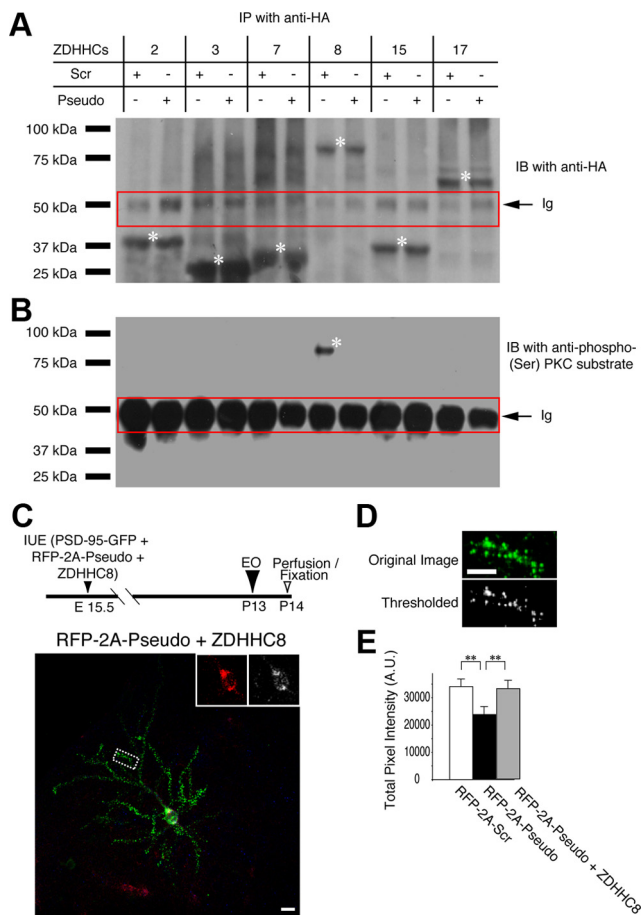 A
IP with anti-HA
ZDHHCs 2 3 7 8 15 17
Scr + - + - + - + - + - + -
Pseudo - + - + - + - + - + - +
100 kDa
75 kDa
50 kDa
37 kDa
25 kDa
* * * * * *
IB with anti-HA
Ig
B
100 kDa
75 kDa
50 kDa
37 kDa
25 kDa
*
IB with anti-phospho-
(Ser) PKC substrate
Ig
C
IUE (PSD-95-GFP +
RFP-2A-Pseudo +
ZDHHC8)
E 15.5
EO
P13
Perfusion /
Fixation
P14
RFP-2A-Pseudo + ZDHHC8
D
Original Image
Thresholded
E
Total Pixel Intensity (A.U.)
30000
20000
10000
0
** **
RFP-2A-Scr
RFP-2A-Pseudo
RFP-2A-Pseudo + ZDHHC8